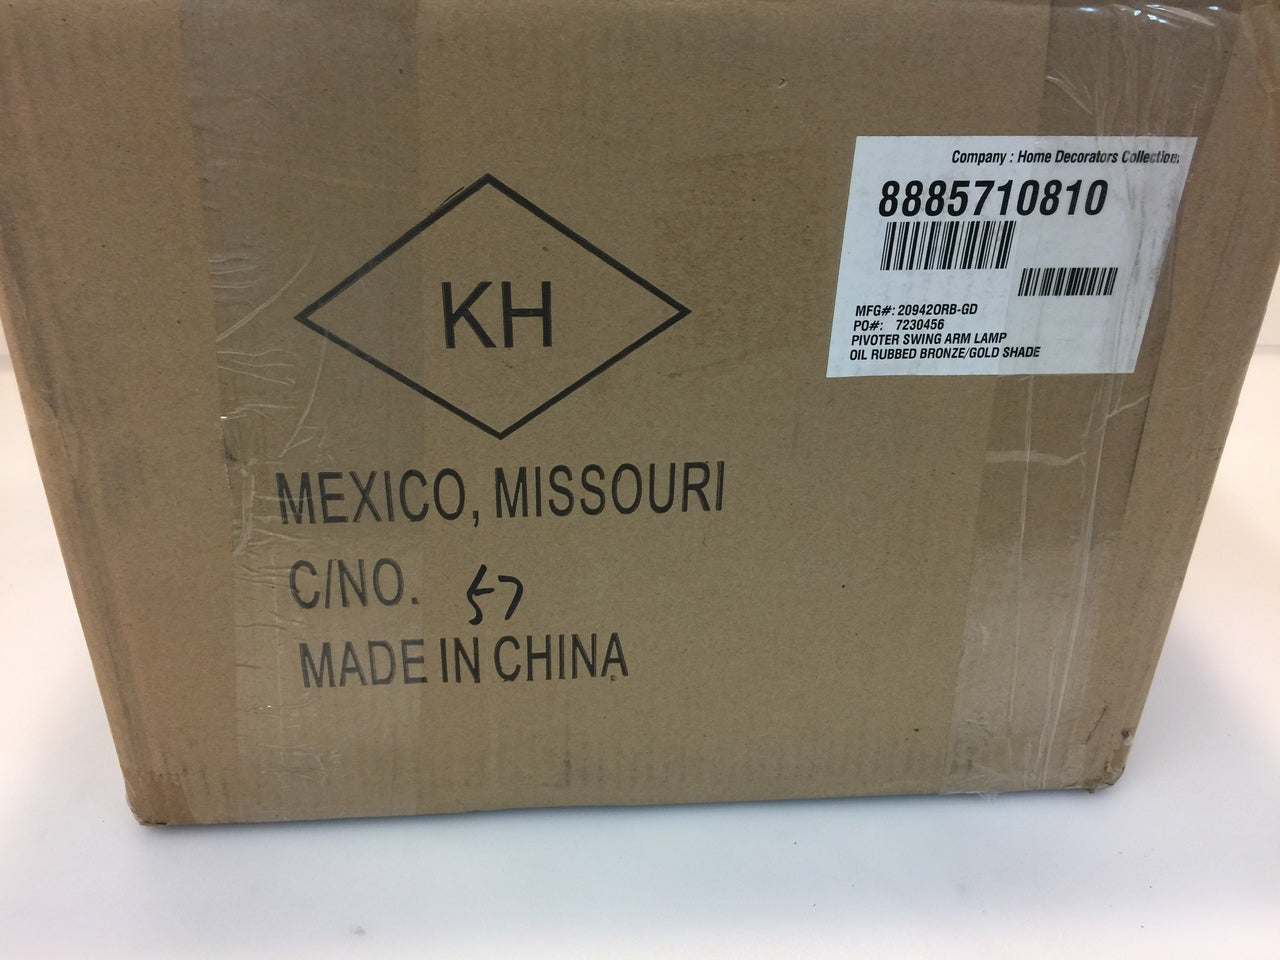 KH
MEXICO, MISSOURI
C/NO. 57
MADE IN CHINA
Company : Home Decorators Collection,
8885710810
MFG#: 20942ORB-GD
PO#: 7230456
PIVOTER SWING ARM LAMP
OIL RUBBED BRONZE/GOLD SHADE